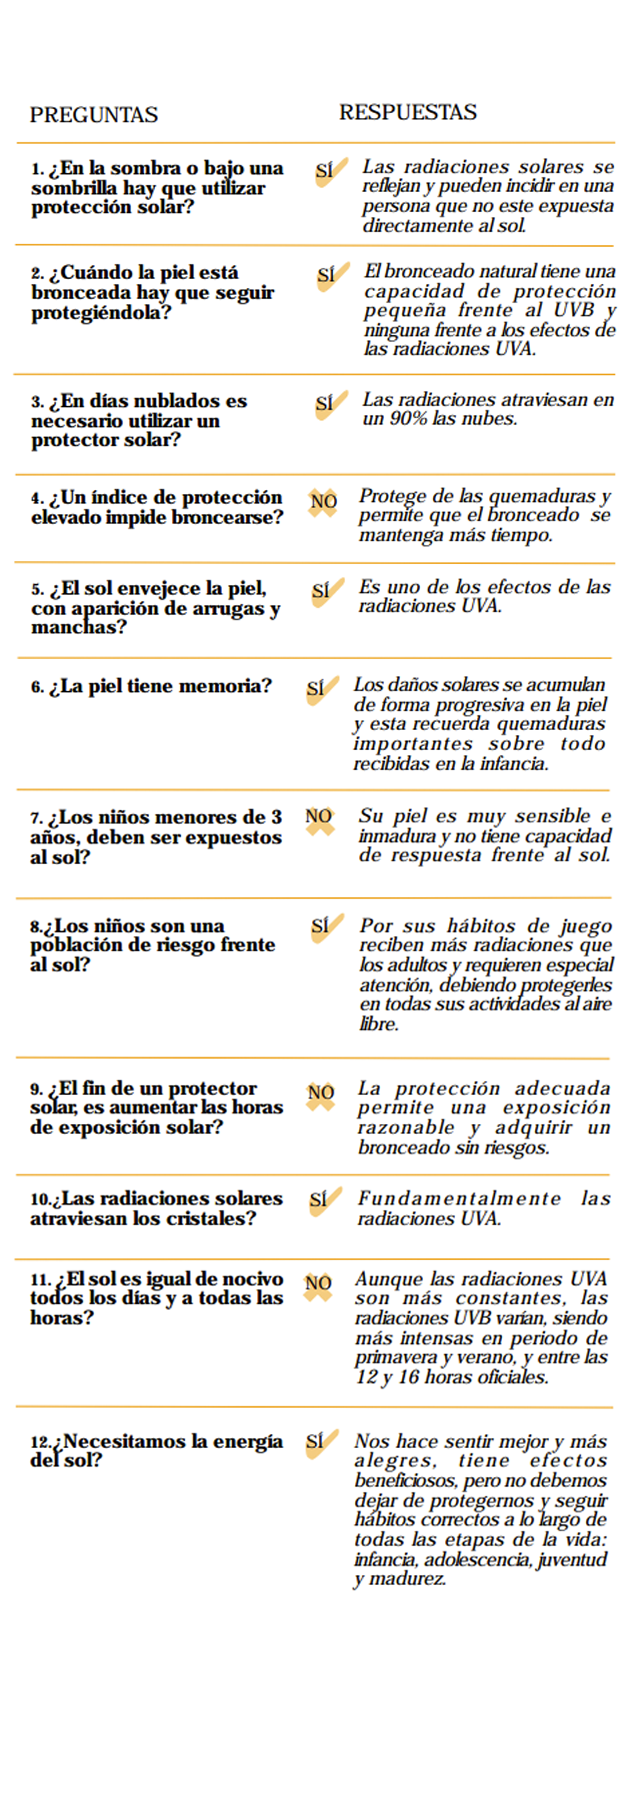 PREGUNTAS
RESPUESTAS
1. ¿En la sombra o bajo una
sombrilla hay que utilizar
protección solar?
SÍ
Las radiaciones solares se
reflejan y pueden incidir en una
persona que no este expuesta
directamente al sol.
2. ¿Cuándo la piel está
bronceada hay que seguir
protegiéndola?
SÍ
El bronceado natural tiene una
capacidad de protección
pequeña frente al UVB y
ninguna frente a los efectos de
las radiaciones UVA.
3. ¿En días nublados es
necesario utilizar un
protector solar?
SÍ
Las radiaciones atraviesan en
un 90% las nubes.
4. ¿Un índice de protección
elevado impide broncearse?
NO
Protege de las quemaduras y
permite que el bronceado se
mantenga más tiempo.
5. ¿El sol envejece la piel,
con aparición de arrugas y
manchas?
SÍ
Es uno de los efectos de las
radiaciones UVA.
6. ¿La piel tiene memoria?
SÍ
Los daños solares se acumulan
de forma progresiva en la piel
y esta recuerda quemaduras
importantes sobre todo
recibidas en la infancia.
7. ¿Los niños menores de 3
años, deben ser expuestos
al sol?
NO
Su piel es muy sensible e
inmadura y no tiene capacidad
de respuesta frente al sol.
8.¿Los niños son una
población de riesgo frente
al sol?
SÍ
Por sus hábitos de juego
reciben más radiaciones que
los adultos y requieren especial
atención, debiendo protegerles
en todas sus actividades al aire
libre.
9. ¿El fin de un protector
solar, es aumentar las horas
de exposición solar?
NO
La protección adecuada
permite una exposición
razonable y adquirir un
bronceado sin riesgos.
10.¿Las radiaciones solares
atraviesan los cristales?
SÍ
Fundamentalmente las
radiaciones UVA.
11. ¿El sol es igual de nocivo
todos los días y a todas las
horas?
NO
Aunque las radiaciones UVA
son más constantes, las
radiaciones UVB varían, siendo
más intensas en periodo de
primavera y verano, y entre las
12 y 16 horas oficiales.
12.¿Necesitamos la energía
del sol?
SÍ
Nos hace sentir mejor y más
alegres, tiene efectos
beneficiosos, pero no debemos
dejar de protegernos y seguir
hábitos correctos a lo largo de
todas las etapas de la vida:
infancia, adolescencia, juventud
y madurez.